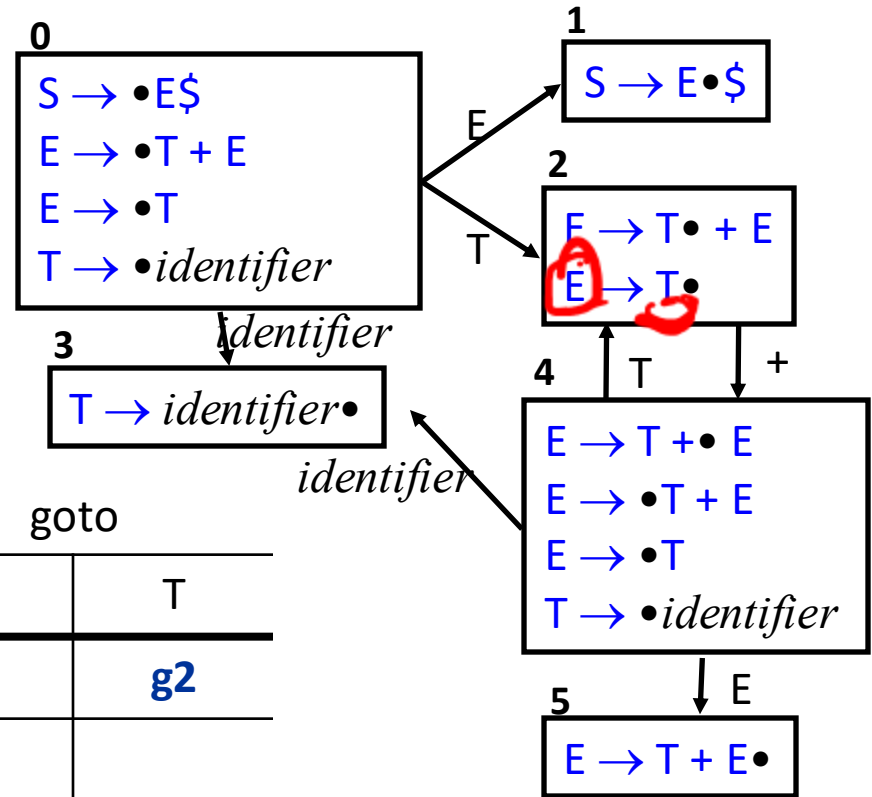 0
S → •E$
E → •T + E
E → •T
T → •identifier
1
S → E•$
E
T
2
E → T• + E
E → T•
identifier
3
T → identifier•
T
+
4
E → T +• E
E → •T + E
E → •T
T → •identifier
identifier
E
5
E → T + E•
goto
T
g2